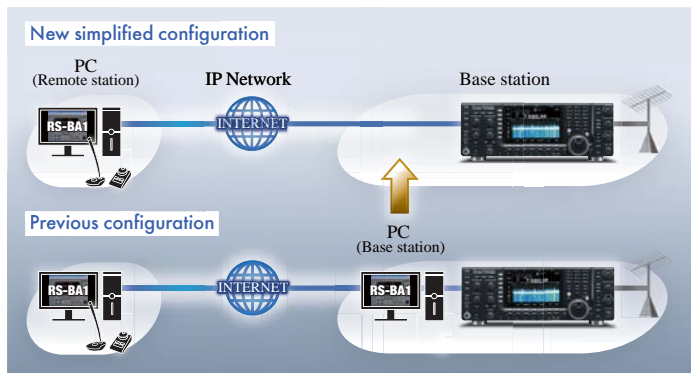 New simplified configuration
PC
(Remote station)
IP Network
Base station
RS-BA1
INTERNET
Previous configuration
PC
(Base station)
RS-BA1
INTERNET
RS-BA1